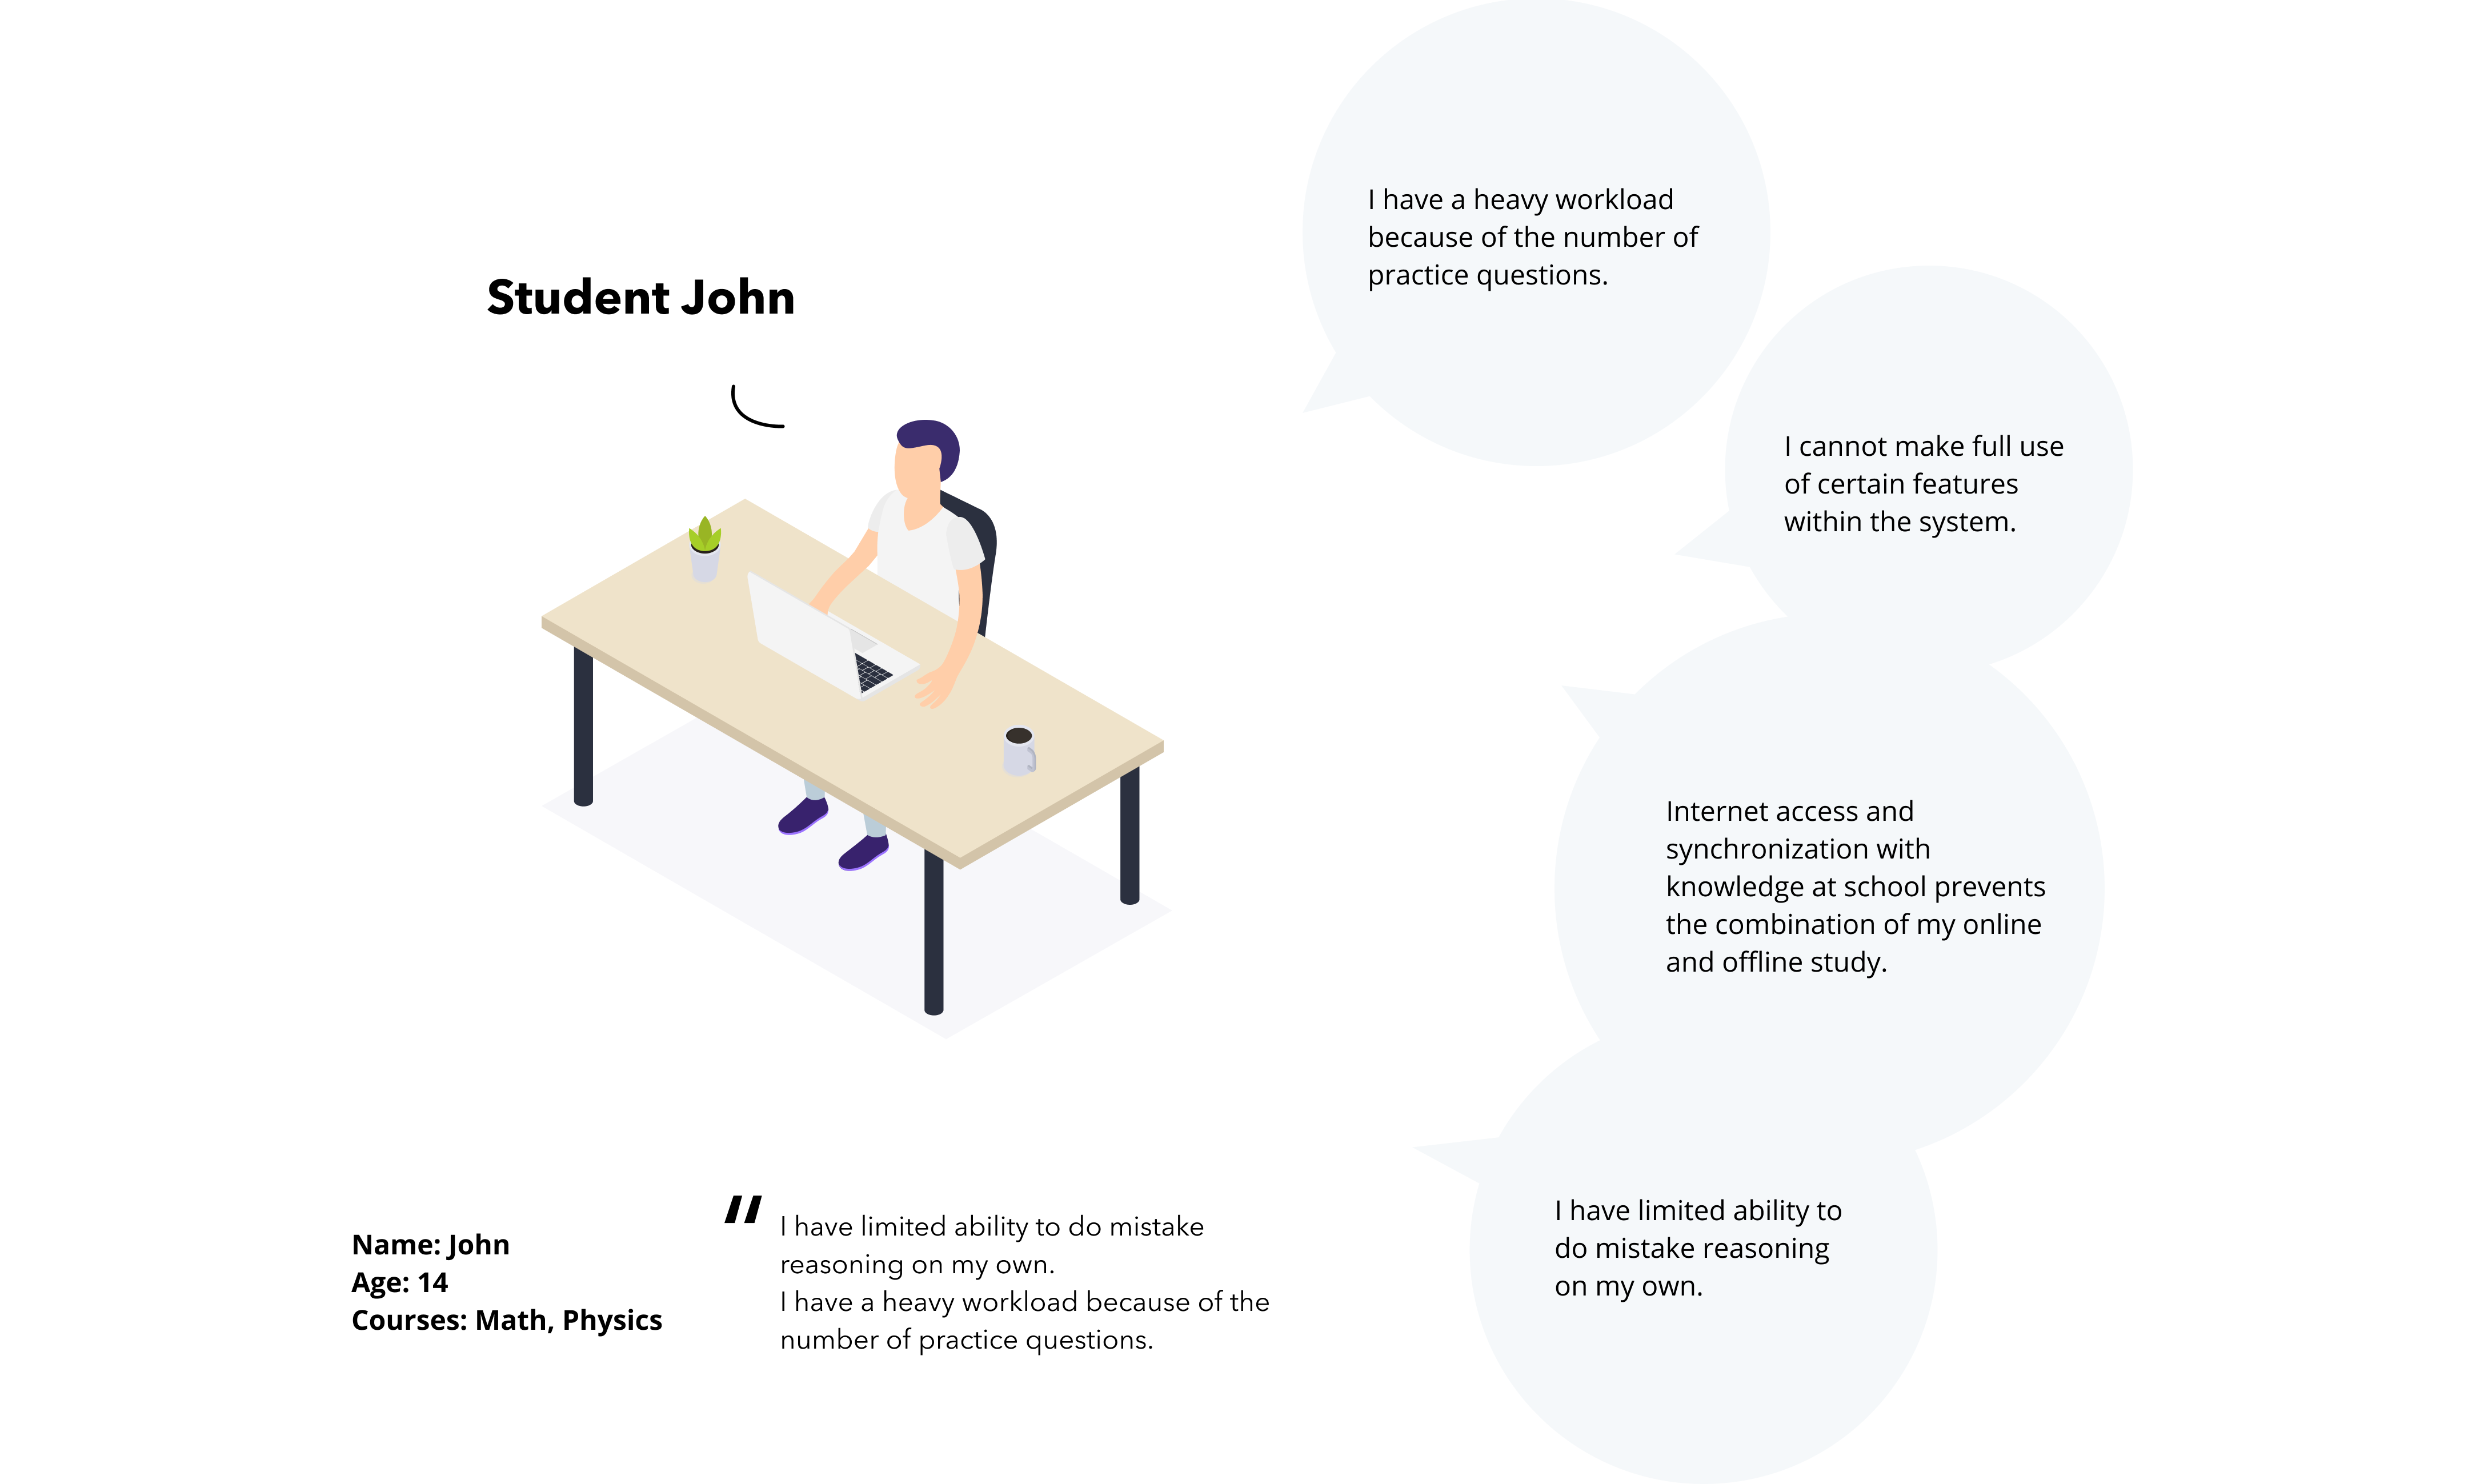 Student John
I have a heavy workload
because of the number of
practice questions.
I cannot make full use
of certain features
within the system.
Internet access and
synchronization with
knowledge at school prevents
the combination of my online
and offline study.
I have limited ability to
do mistake reasoning
on my own.
Name: John
Age: 14
Courses: Math, Physics
"
I have limited ability to do mistake
reasoning on my own.
I have a heavy workload because of the
number of practice questions.